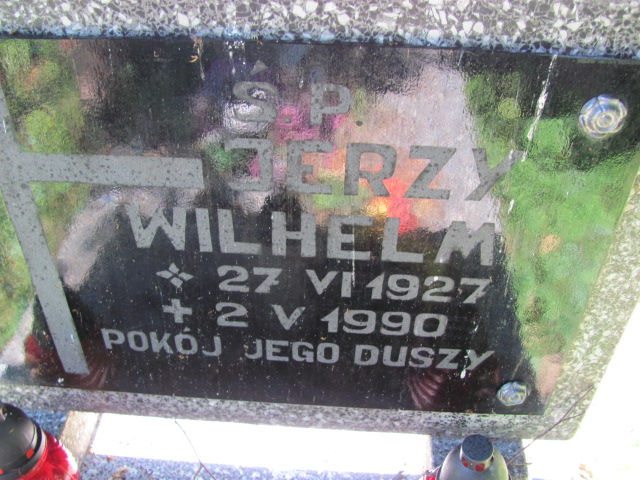 Ś.P.
JERZY
WILHELM
27 VI 1927
2 V 1990
POKÓJ JEGO DUSZY